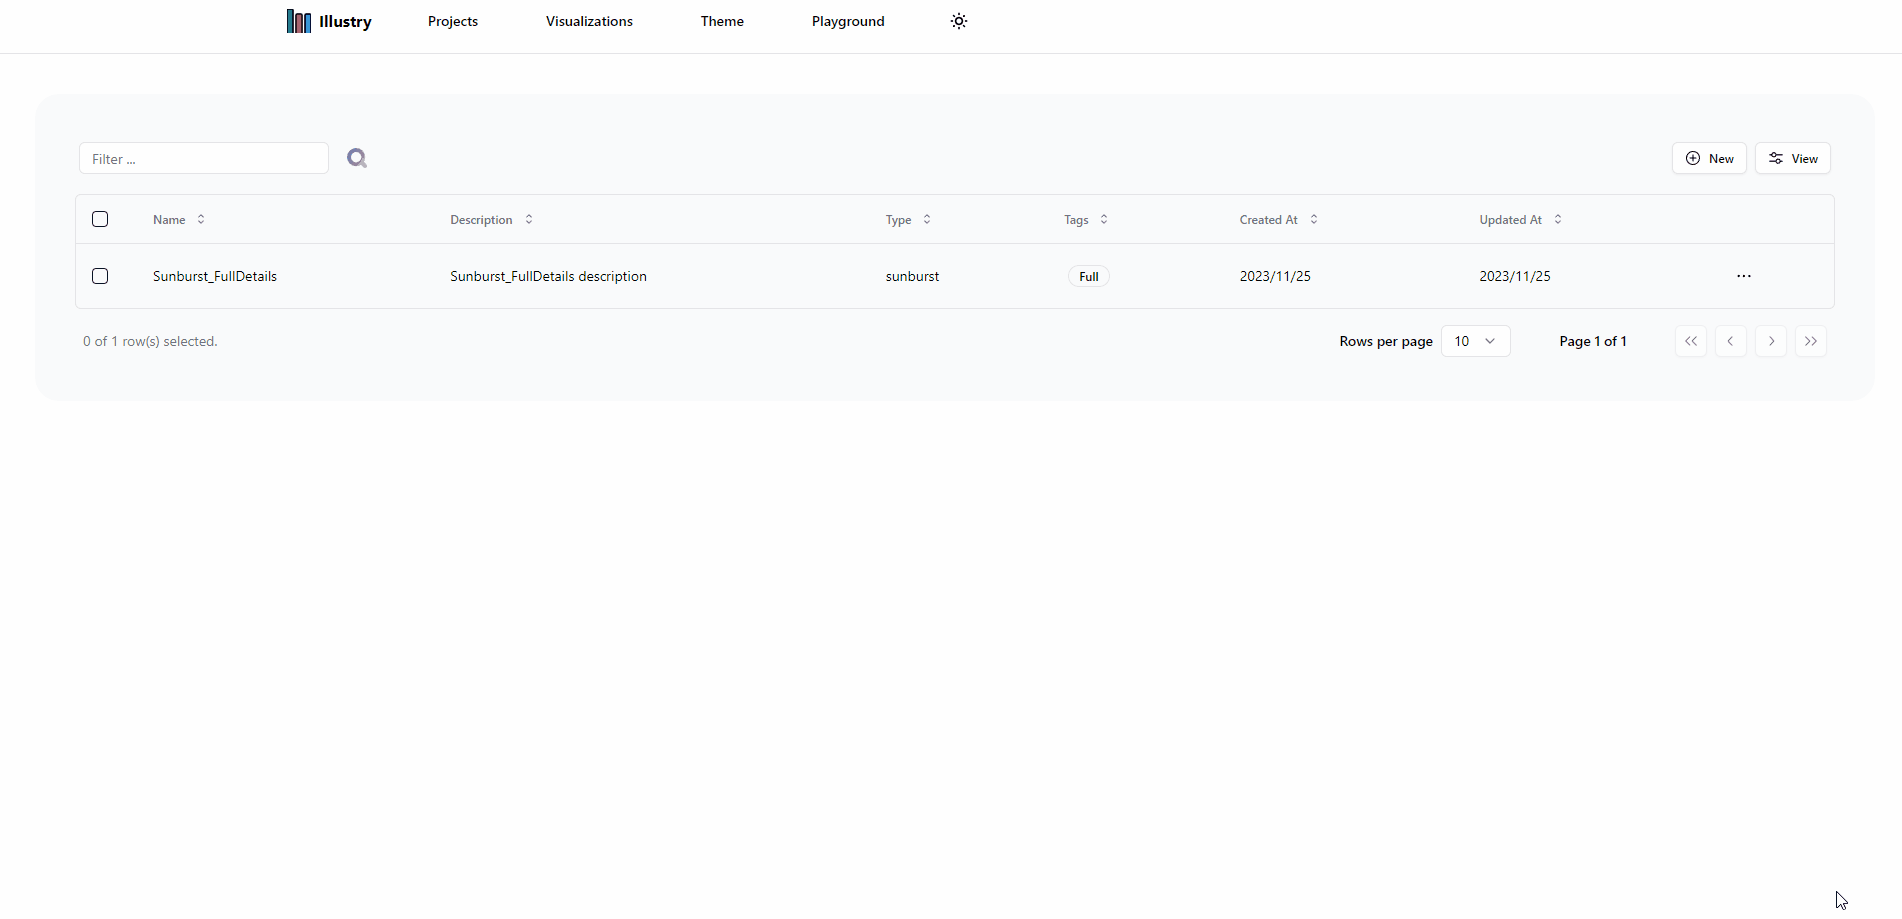 Illustry Projects Visualizations Theme Playground
Filter ... New View
Name Description Type Tags Created At Updated At
Sunburst_FullDetails Sunburst_FullDetails description sunburst Full 2023/11/25 2023/11/25 ...
0 of 1 row(s) selected. Rows per page 10 Page 1 of 1